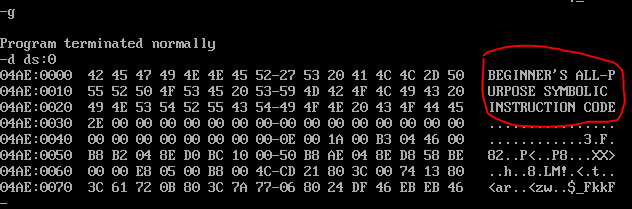 -g
Program terminated normally
-d ds:0
04AE:0000 42 45 47 49 4E 4E 45 52-27 53 20 41 4C 4C 2D 50 BEGINNER'S ALL-P
04AE:0010 55 52 50 4F 53 45 20 53-59 4D 42 4F 4C 49 43 20 URPOSE SYMBOLIC
04AE:0020 49 4E 53 54 52 55 43 54-49 4F 4E 20 43 4F 44 45 INSTRUCTION CODE
04AE:0030 2E 00 00 00 00 00 00 00-00 00 00 00 00 00 00 00 ................
04AE:0040 00 00 00 00 00 00 00 00-0E 00 1A 00 B3 04 46 00 ............3.F.
04AE:0050 B8 B2 04 8E D0 BC 10 00-50 B8 AE 04 8E D8 58 BE 82..P<..P8...XX>
04AE:0060 00 00 E8 05 00 B8 00 4C-CD 21 80 3C 00 74 13 80 ..h..8.LM!.<.t..
04AE:0070 3C 61 72 0B 80 3C 7A 77-06 80 24 DF 46 EB EB 46 <ar..<zw..$_FkkF
-